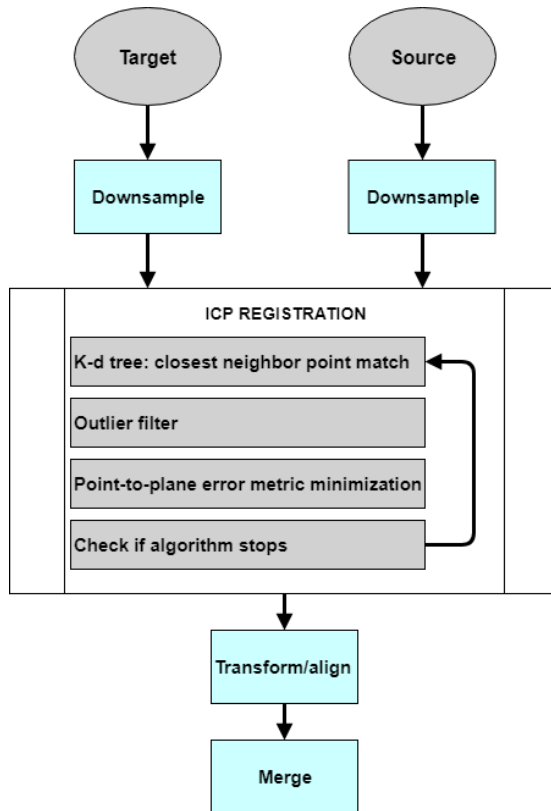 Target
Source
Downsample
Downsample
ICP REGISTRATION
K-d tree: closest neighbor point match
Outlier filter
Point-to-plane error metric minimization
Check if algorithm stops
Transform/align
Merge